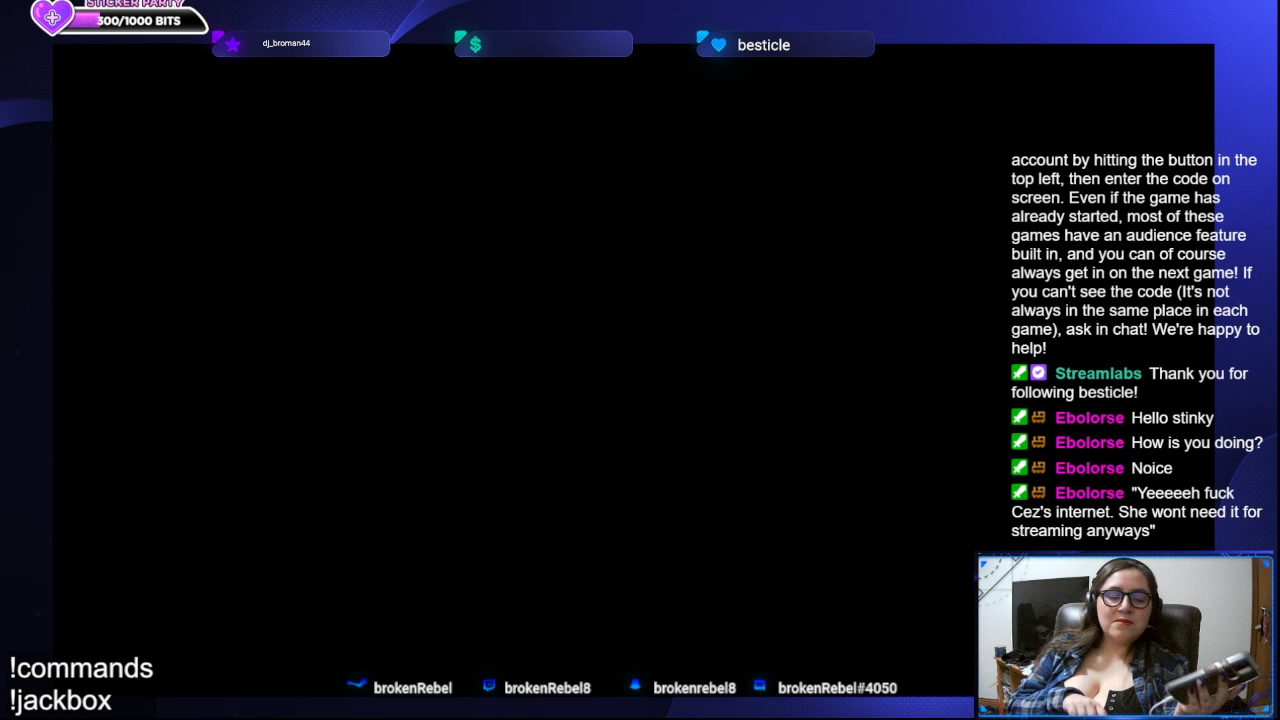 STICKER PARTY
300/1000 BITS
dj_broman44
$
besticle
account by hitting the button in the
top left, then enter the code on
screen. Even if the game has
already started, most of these
games have an audience feature
built in, and you can of course
always get in on the next game! If
you can't see the code (It's not
always in the same place in each
game), ask in chat! We're happy to
help!
Streamlabs Thank you for
following besticle!
Ebolorse Hello stinky
Ebolorse How is you doing?
Ebolorse Noice
Ebolorse "Yeeeeeh fuck
Cez's internet. She wont need it for
streaming anyways"
!commands
!jackbox
brokenRebel
brokenRebel8
brokenrebel8
brokenRebel#4050